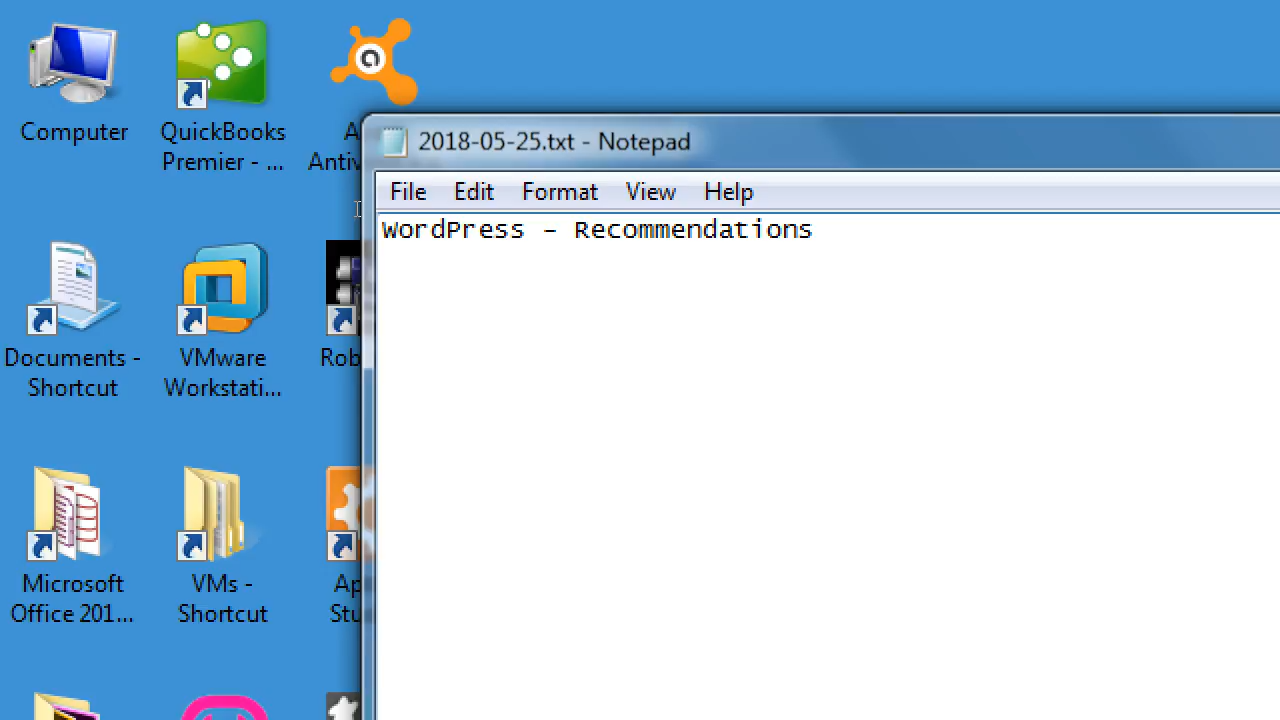 Computer
QuickBooks
Premier - ...
Documents -
Shortcut
VMware
Workstati...
Microsoft
Office 201...
VMs -
Shortcut
2018-05-25.txt - Notepad
File Edit Format View Help
WordPress - Recommendations